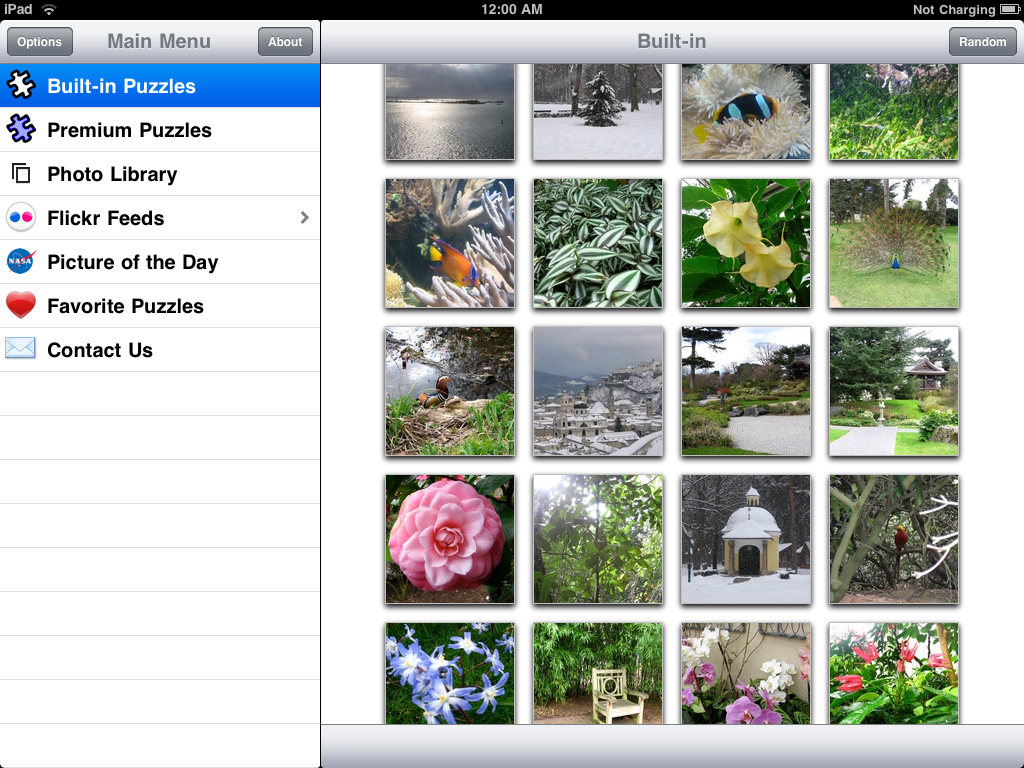 iPad 12:00 AM Not Charging
Options Main Menu About Built-in Random
Built-in Puzzles
Premium Puzzles
Photo Library
Flickr Feeds
NASA Picture of the Day
Favorite Puzzles
Contact Us